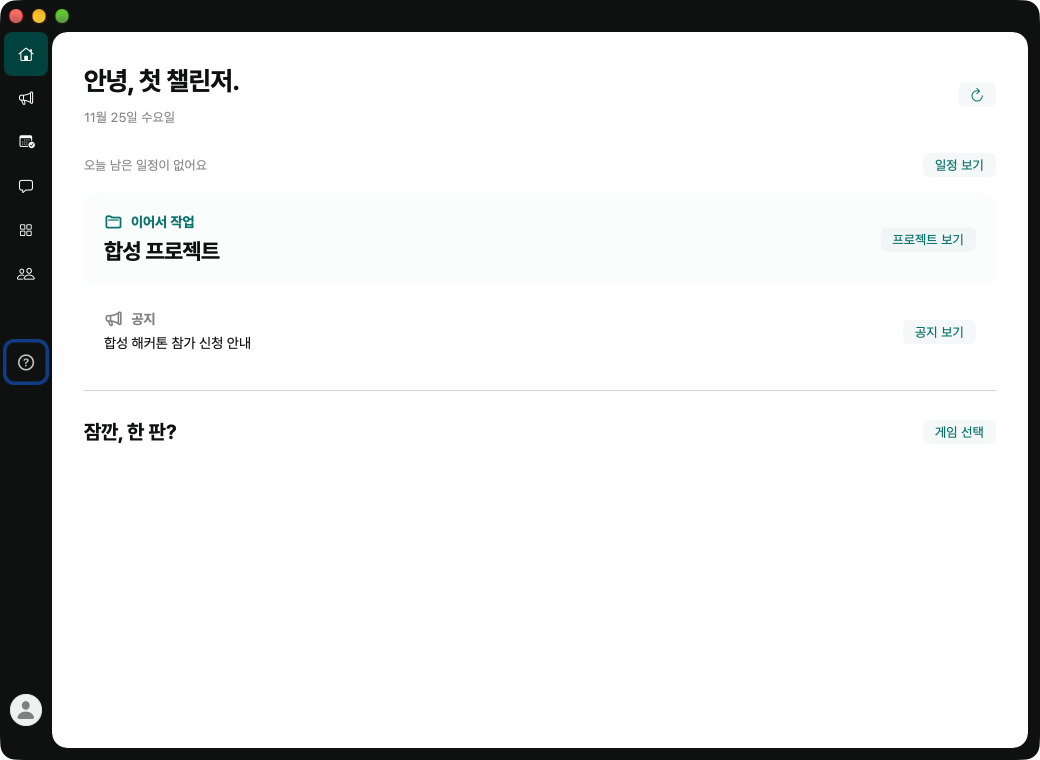 안녕, 첫 챌린저.
11월 25일 수요일
오늘 남은 일정이 없어요
일정 보기
이어서 작업
합성 프로젝트
프로젝트 보기
공지
합성 해커톤 참가 신청 안내
공지 보기
잠깐, 한 판?
게임 선택